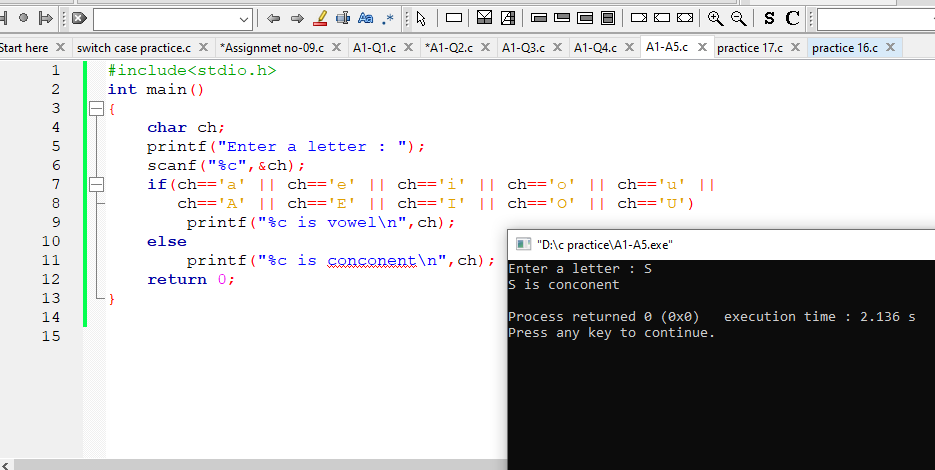 Aa .* S C
Start here X switch case practice.c X *Assignmet no-09.c X A1-Q1.c X *A1-Q2.c X A1-Q3.c X A1-Q4.c X A1-A5.c X practice 17.c X practice 16.c X
1 #include<stdio.h>
2 int main()
3 {
4 char ch;
5 printf("Enter a letter : ");
6 scanf("%c",&ch);
7 if(ch=='a' || ch=='e' || ch=='i' || ch=='o' || ch=='u' ||
8 ch=='A' || ch=='E' || ch=='I' || ch=='O' || ch=='U')
9 printf("%c is vowel\n",ch);
10 else
11 printf("%c is conconent\n",ch);
12 return 0;
13 }
14
15
"D:\c practice\A1-A5.exe"
Enter a letter : S
S is conconent
Process returned 0 (0x0) execution time : 2.136 s
Press any key to continue.